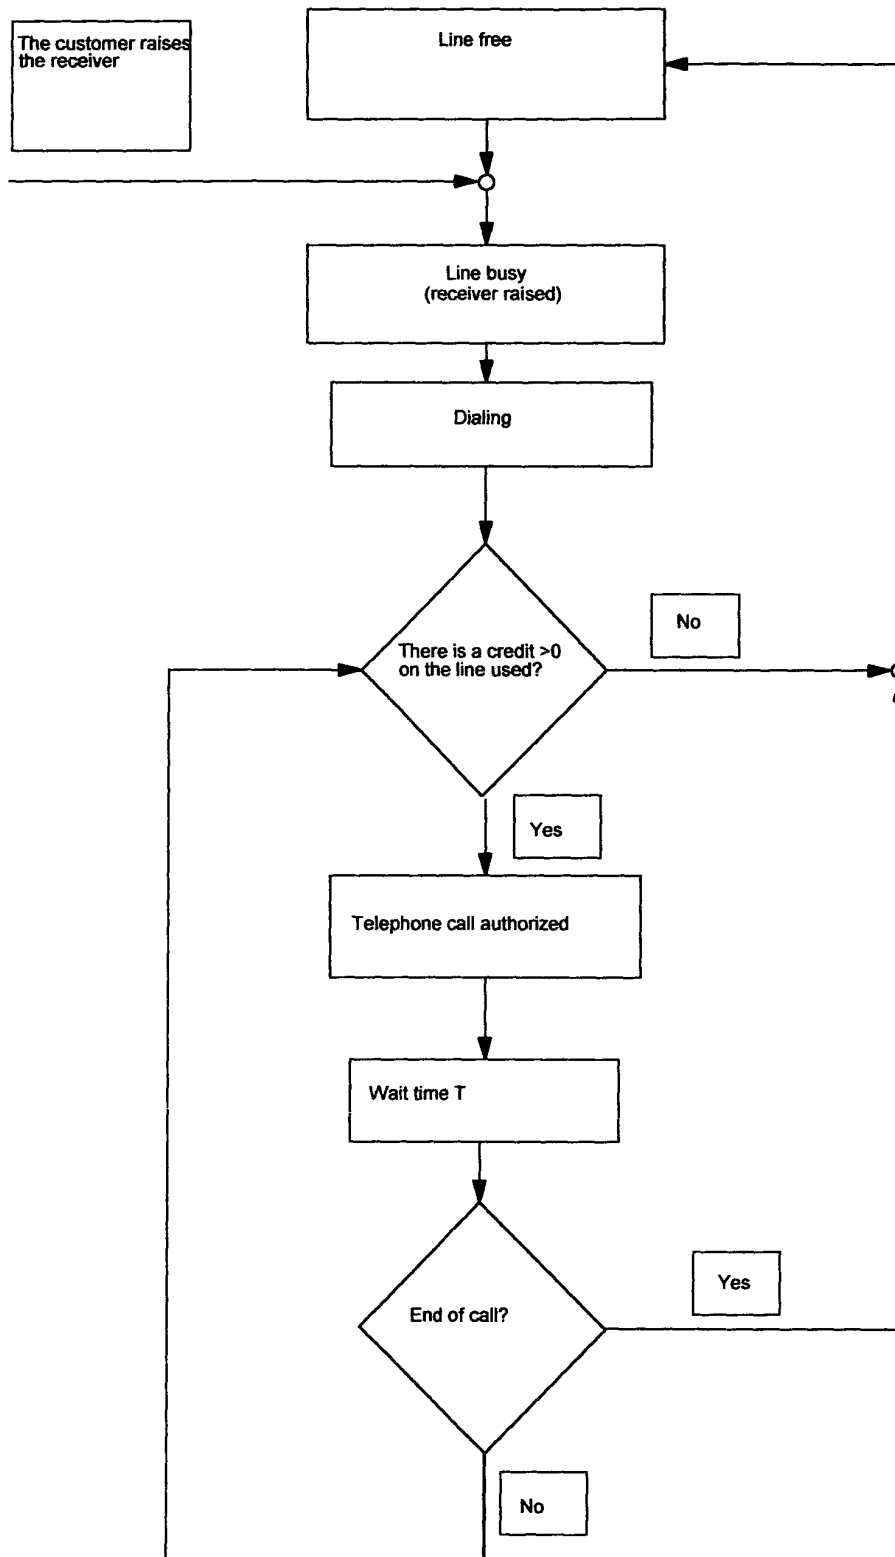 The customer raises
the receiver
Line free
Line busy
(receiver raised)
Dialing
There is a credit >0
on the line used?
No
Yes
Telephone call authorized
Wait time T
End of call?
Yes
No